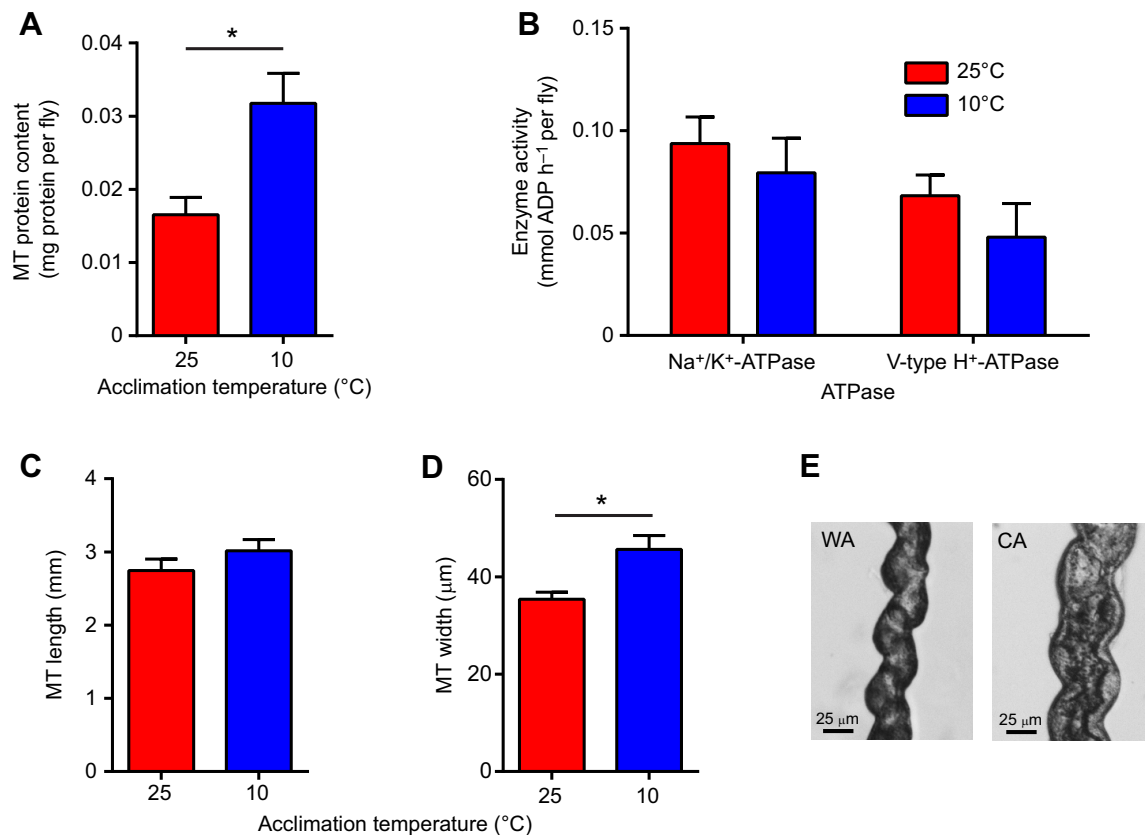 A
MT protein content
(mg protein per fly)
0.04
0.03
0.02
0.01
0
*
25 10
Acclimation temperature (°C)
B
Enzyme activity
(mmol ADP h⁻¹ per fly)
0.15
0.10
0.05
0
25°C
10°C
Na⁺/K⁺-ATPase V-type H⁺-ATPase
ATPase
C
MT length (mm)
4
3
2
1
0
25 10
D
MT width (μm)
60
40
20
0
*
25 10
Acclimation temperature (°C)
E
WA
25 μm
CA
25 μm